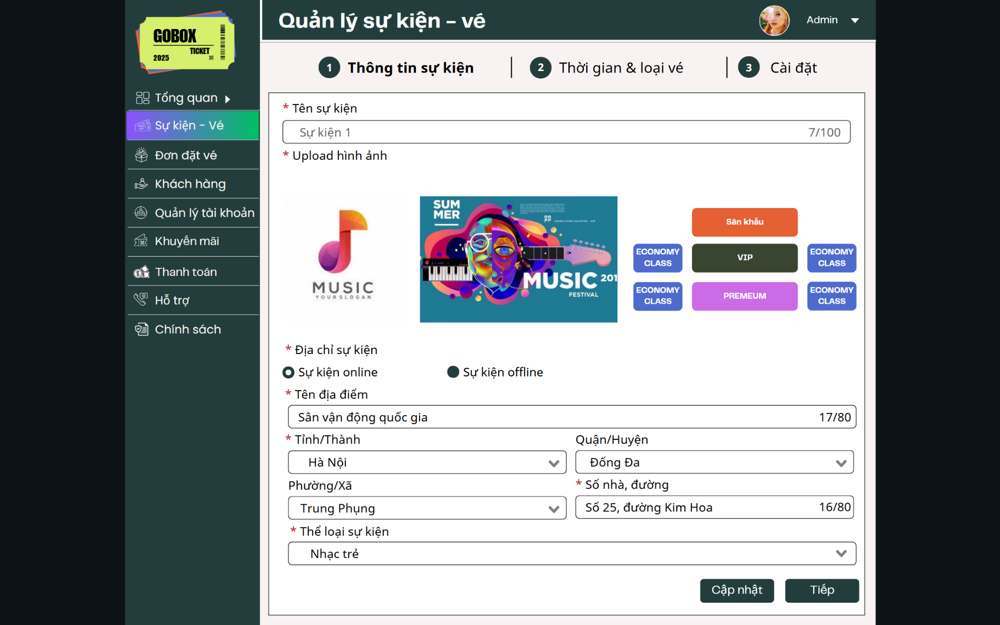 GOBOX
TICKET
2025
Tổng quan
Sự kiện - Vé
Đơn đặt vé
Khách hàng
Quản lý tài khoản
Khuyến mãi
Thanh toán
Hỗ trợ
Chính sách
Quản lý sự kiện – vé
Admin
1 Thông tin sự kiện
2 Thời gian & loại vé
3 Cài đặt
* Tên sự kiện
Sự kiện 1 7/100
* Upload hình ảnh
MUSIC
YOUR SLOGAN
SUM
MER
POSTER & COVER COLLECTION
MUSIC 201
FESTIVAL
Sân khấu
ECONOMY CLASS
VIP
ECONOMY CLASS
ECONOMY CLASS
PREMEUM
ECONOMY CLASS
* Địa chỉ sự kiện
Sự kiện online
Sự kiện offline
* Tên địa điểm
Sân vận động quốc gia 17/80
* Tỉnh/Thành
Quận/Huyện
Hà Nội
Đống Đa
Phường/Xã
* Số nhà, đường
Trung Phụng
Số 25, đường Kim Hoa 16/80
* Thể loại sự kiện
Nhạc trẻ
Cập nhật
Tiếp